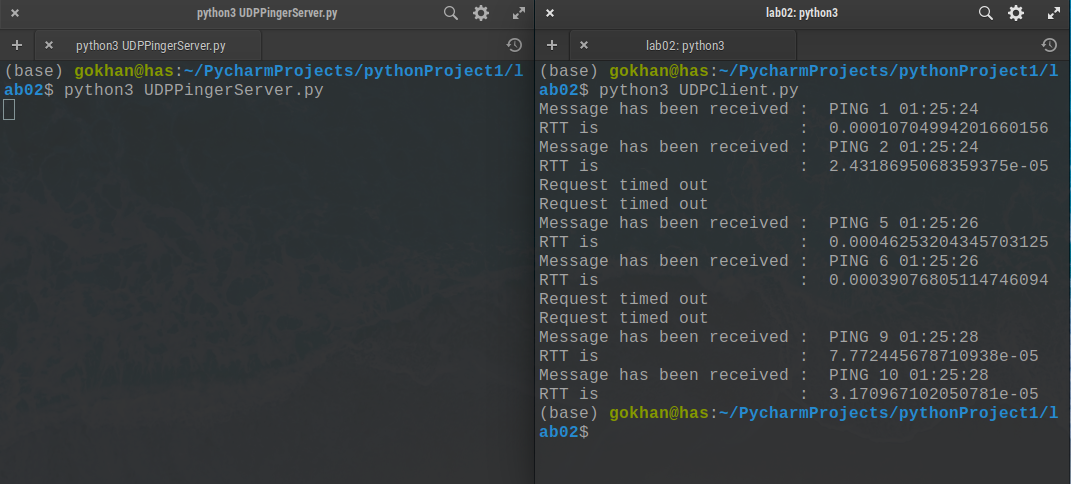 python3 UDPPingerServer.py
python3 UDPPingerServer.py
(base) gokhan@has:~/PycharmProjects/pythonProject1/l
ab02$ python3 UDPPingerServer.py
lab02: python3
lab02: python3
(base) gokhan@has:~/PycharmProjects/pythonProject1/l
ab02$ python3 UDPClient.py
Message has been received :  PING 1 01:25:24
RTT is                    :  0.00010704994201660156
Message has been received :  PING 2 01:25:24
RTT is                    :  2.4318695068359375e-05
Request timed out
Request timed out
Message has been received :  PING 5 01:25:26
RTT is                    :  0.00046253204345703125
Message has been received :  PING 6 01:25:26
RTT is                    :  0.00039076805114746094
Request timed out
Request timed out
Message has been received :  PING 9 01:25:28
RTT is                    :  7.772445678710938e-05
Message has been received :  PING 10 01:25:28
RTT is                    :  3.170967102050781e-05
(base) gokhan@has:~/PycharmProjects/pythonProject1/l
ab02$